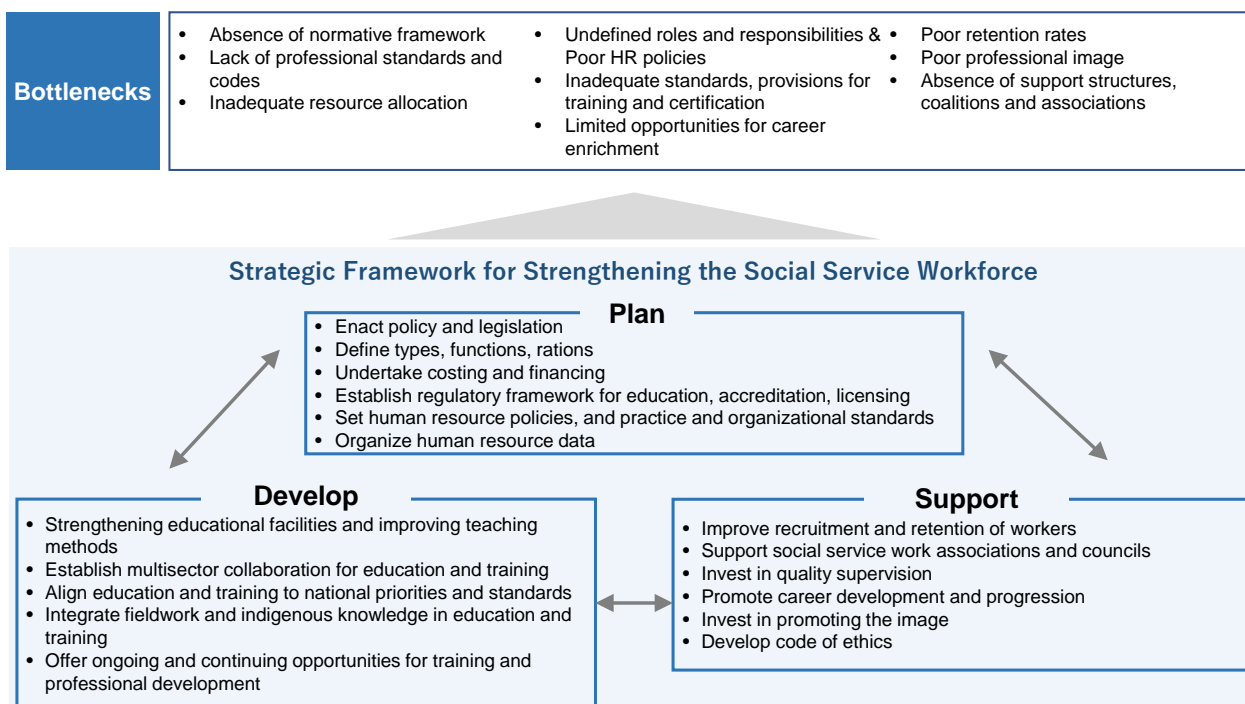 Bottlenecks
• Absence of normative framework
• Lack of professional standards and
codes
• Inadequate resource allocation
• Undefined roles and responsibilities &
Poor HR policies
• Inadequate standards, provisions for
training and certification
• Limited opportunities for career
enrichment
• Poor retention rates
• Poor professional image
• Absence of support structures,
coalitions and associations
Strategic Framework for Strengthening the Social Service Workforce
Plan
• Enact policy and legislation
• Define types, functions, rations
• Undertake costing and financing
• Establish regulatory framework for education, accreditation, licensing
• Set human resource policies, and practice and organizational standards
• Organize human resource data
Develop
• Strengthening educational facilities and improving teaching
methods
• Establish multisector collaboration for education and training
• Align education and training to national priorities and standards
• Integrate fieldwork and indigenous knowledge in education and
training
• Offer ongoing and continuing opportunities for training and
professional development
Support
• Improve recruitment and retention of workers
• Support social service work associations and councils
• Invest in quality supervision
• Promote career development and progression
• Invest in promoting the image
• Develop code of ethics